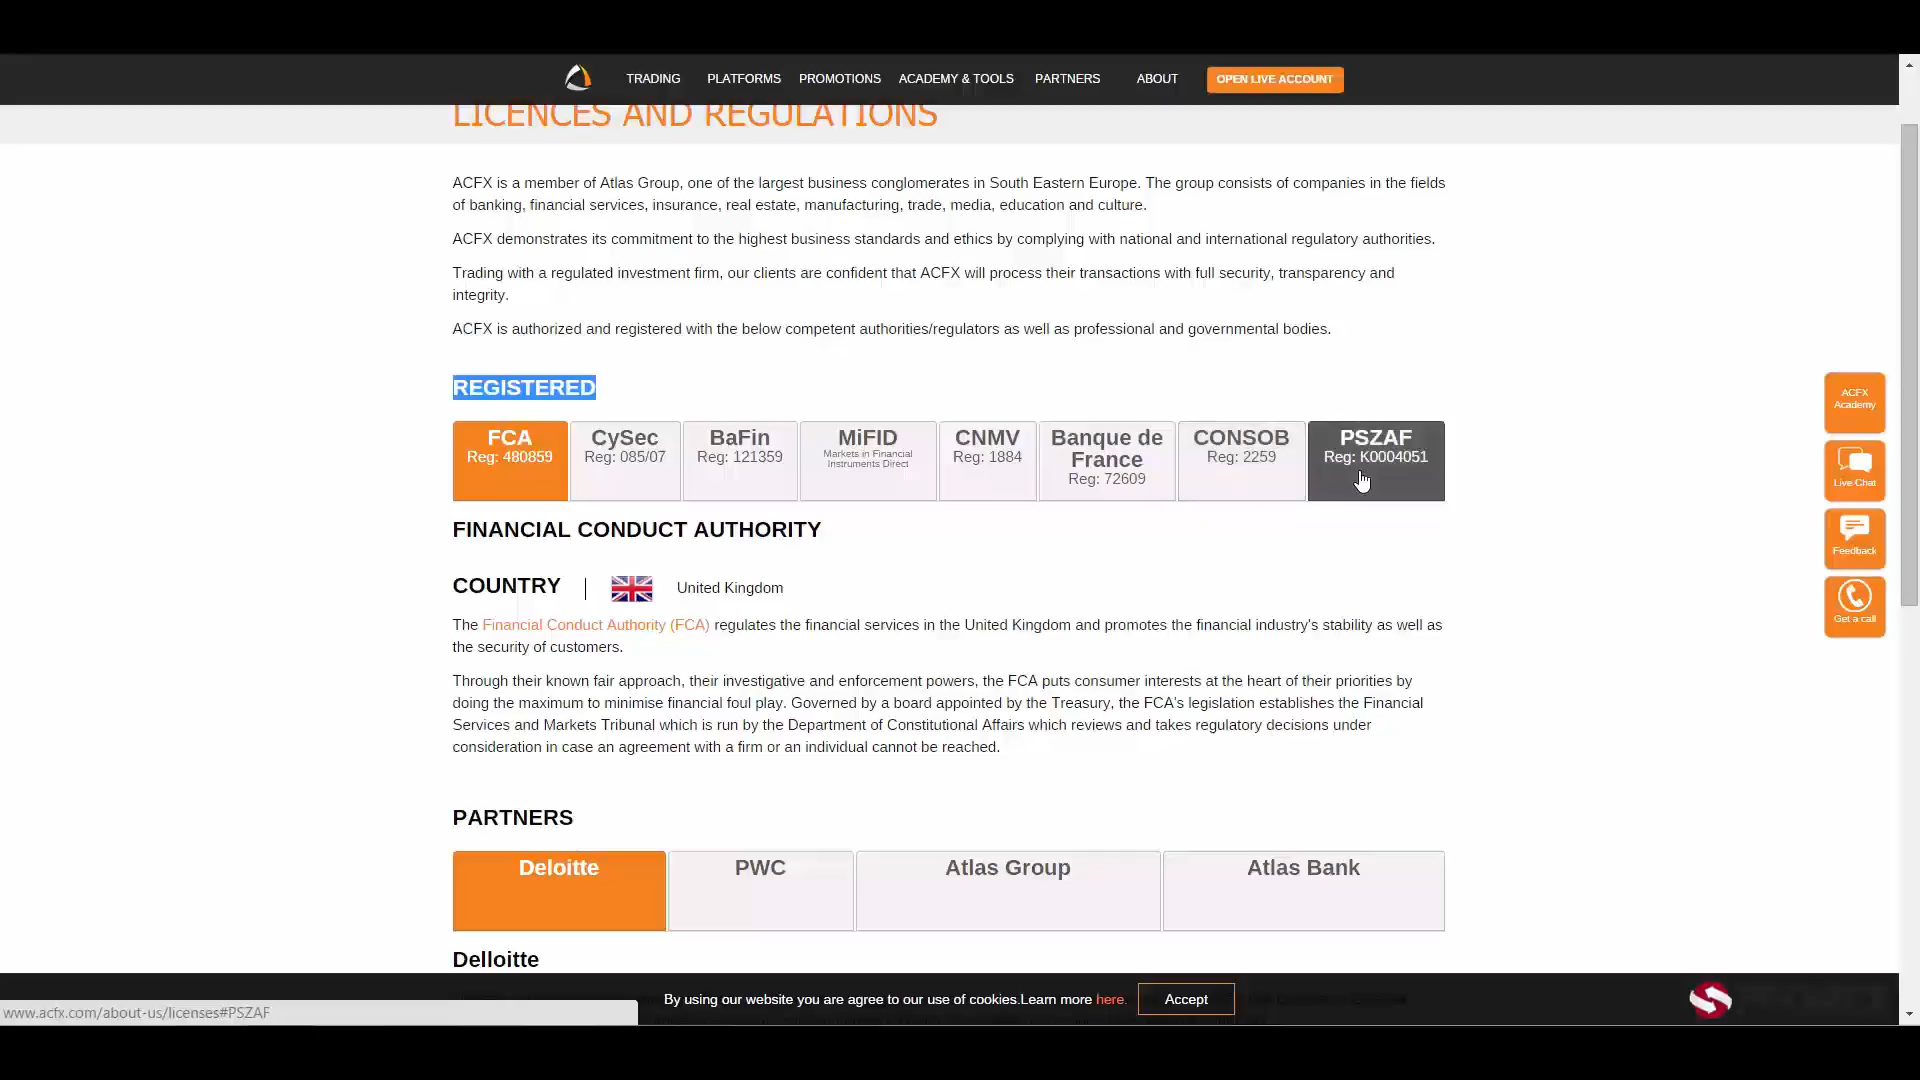 TRADING PLATFORMS PROMOTIONS ACADEMY & TOOLS PARTNERS ABOUT OPEN LIVE ACCOUNT
LICENCES AND REGULATIONS
ACFX is a member of Atlas Group, one of the largest business conglomerates in South Eastern Europe. The group consists of companies in the fields
of banking, financial services, insurance, real estate, manufacturing, trade, media, education and culture.
ACFX demonstrates its commitment to the highest business standards and ethics by complying with national and international regulatory authorities.
Trading with a regulated investment firm, our clients are confident that ACFX will process their transactions with full security, transparency and
integrity.
ACFX is authorized and registered with the below competent authorities/regulators as well as professional and governmental bodies.
REGISTERED
FCA
Reg: 480859
CySec
Reg: 085/07
BaFin
Reg: 121359
MiFID
Markets in Financial
Instruments Direct
CNMV
Reg: 1884
Banque de
France
Reg: 72609
CONSOB
Reg: 2259
PSZAF
Reg: K0004051
ACFX
Academy
Live Chat
Feedback
Get a call
FINANCIAL CONDUCT AUTHORITY
COUNTRY | United Kingdom
The Financial Conduct Authority (FCA) regulates the financial services in the United Kingdom and promotes the financial industry's stability as well as
the security of customers.
Through their known fair approach, their investigative and enforcement powers, the FCA puts consumer interests at the heart of their priorities by
doing the maximum to minimise financial foul play. Governed by a board appointed by the Treasury, the FCA's legislation establishes the Financial
Services and Markets Tribunal which is run by the Department of Constitutional Affairs which reviews and takes regulatory decisions under
consideration in case an agreement with a firm or an individual cannot be reached.
PARTNERS
Deloitte PWC Atlas Group Atlas Bank
Delloitte
By using our website you are agree to our use of cookies.Learn more here. Accept
www.acfx.com/about-us/licenses#PSZAF